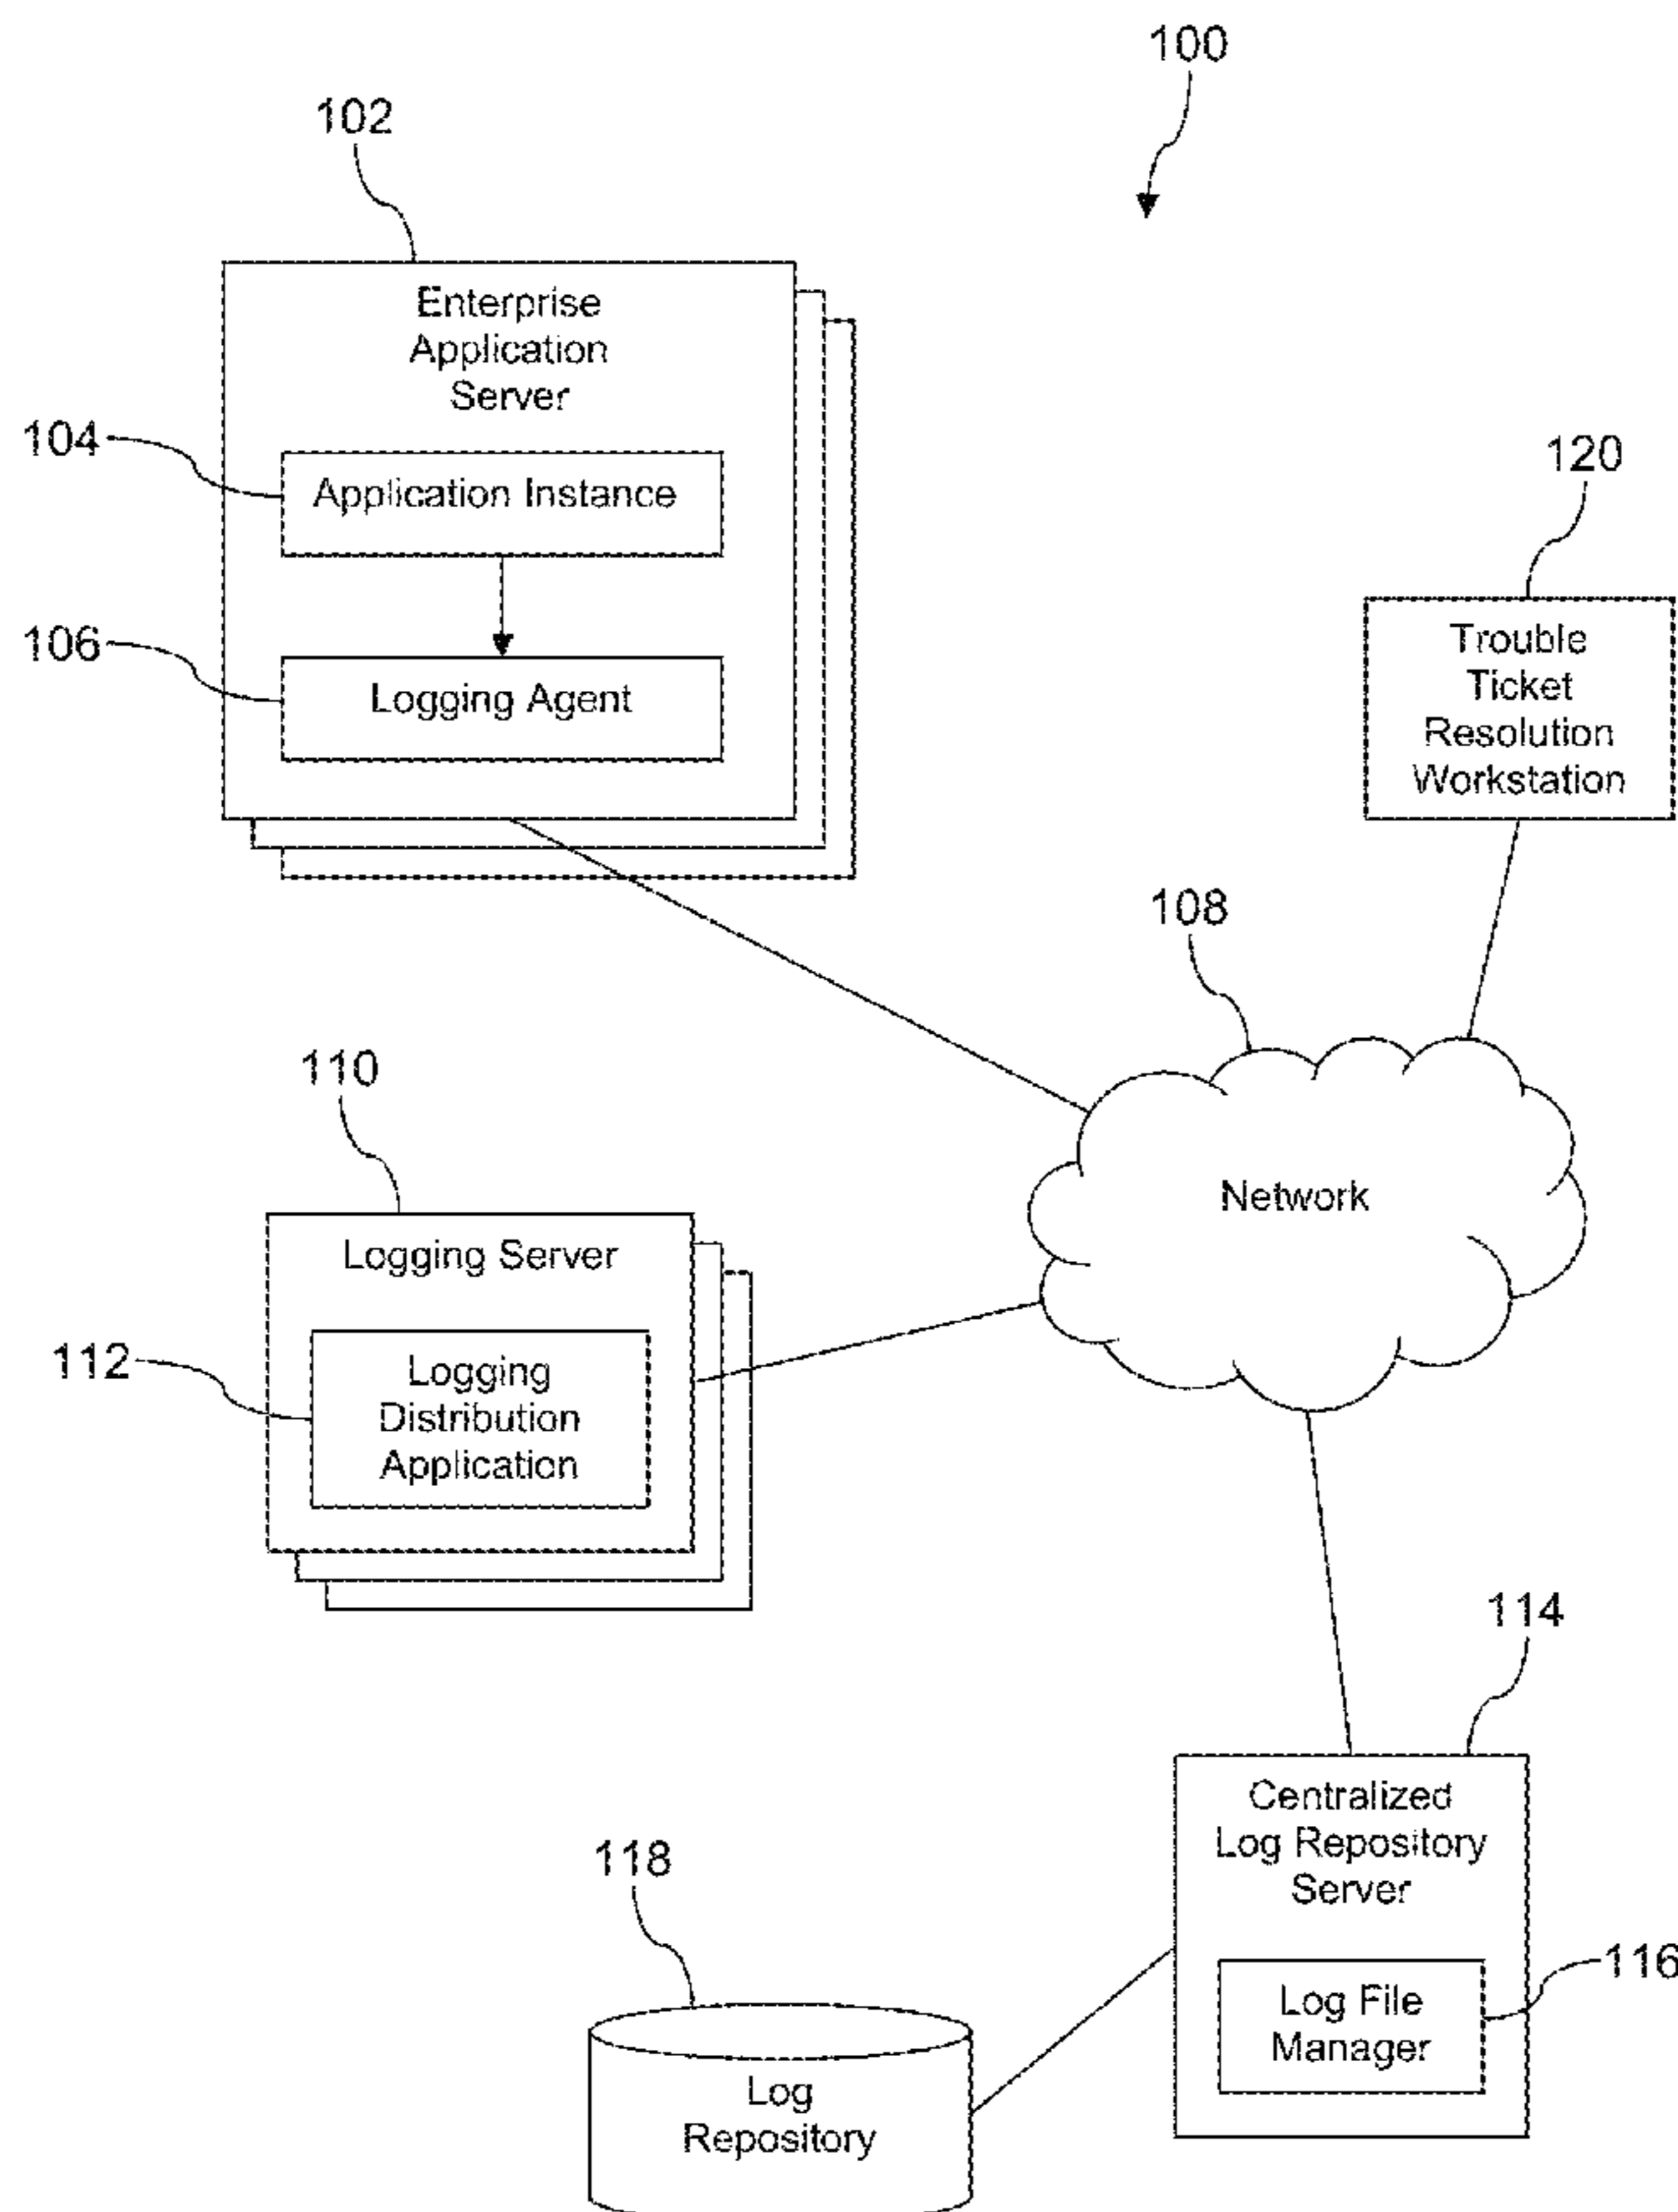 100
102
Enterprise
Application
Server
104
Application Instance
106
Logging Agent
120
Trouble
Ticket
Resolution
Workstation
108
Network
110
Logging Server
112
Logging
Distribution
Application
114
Centralized
Log Repository
Server
116
Log File
Manager
118
Log
Repository